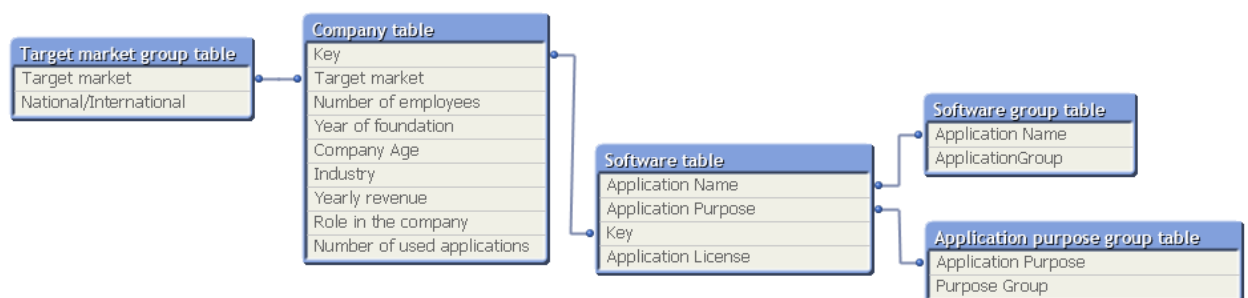 Target market group table
Target market
National/International
Company table
Key
Target market
Number of employees
Year of foundation
Company Age
Industry
Yearly revenue
Role in the company
Number of used applications
Software table
Application Name
Application Purpose
Key
Application License
Software group table
Application Name
ApplicationGroup
Application purpose group table
Application Purpose
Purpose Group